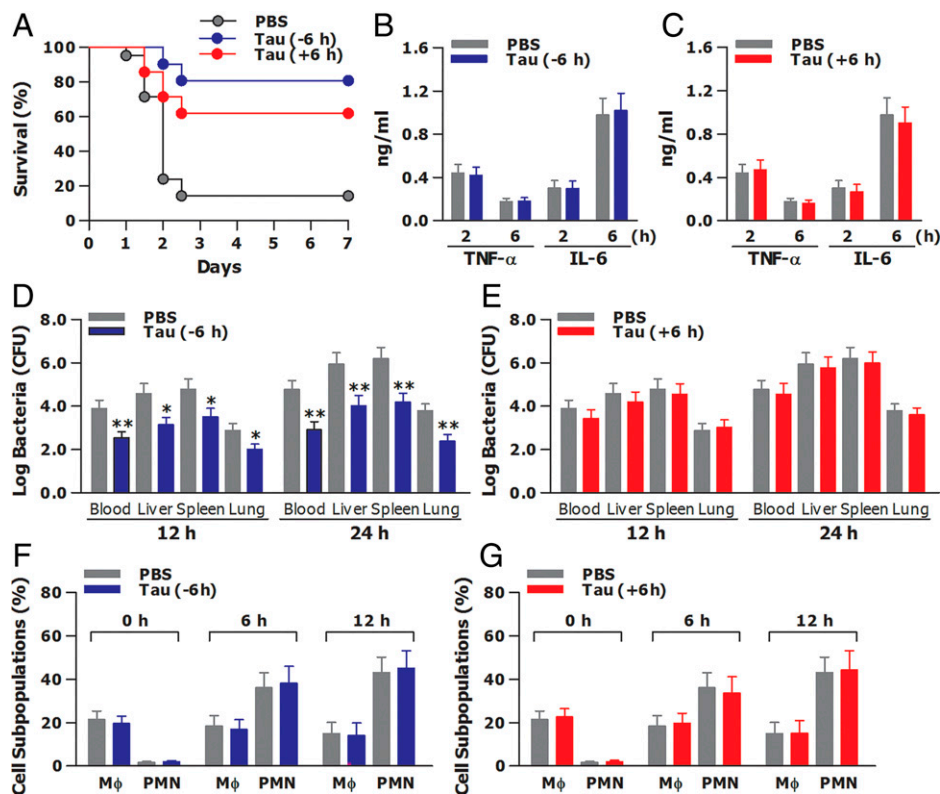 A
PBS
Tau (-6 h)
Tau (+6 h)
Survival (%)
100
80
60
40
20
0
0 1 2 3 4 5 6 7
Days
B
PBS
Tau (-6 h)
ng/ml
1.6
1.2
0.8
0.4
0.0
2 6 2 6 (h)
TNF-α IL-6
C
PBS
Tau (+6 h)
ng/ml
1.6
1.2
0.8
0.4
0.0
2 6 2 6 (h)
TNF-α IL-6
D
PBS
Tau (-6 h)
Log Bacteria (CFU)
8.0
6.0
4.0
2.0
0.0
** * * * ** ** ** **
Blood Liver Spleen Lung Blood Liver Spleen Lung
12 h 24 h
E
PBS
Tau (+6 h)
Log Bacteria (CFU)
8.0
6.0
4.0
2.0
0.0
Blood Liver Spleen Lung Blood Liver Spleen Lung
12 h 24 h
F
PBS
Tau (-6h)
Cell Subpopulations (%)
80
60
40
20
0
0 h 6 h 12 h
Mϕ PMN Mϕ PMN Mϕ PMN
G
PBS
Tau (+6h)
Cell Subpopulations (%)
80
60
40
20
0
0 h 6 h 12 h
Mϕ PMN Mϕ PMN Mϕ PMN